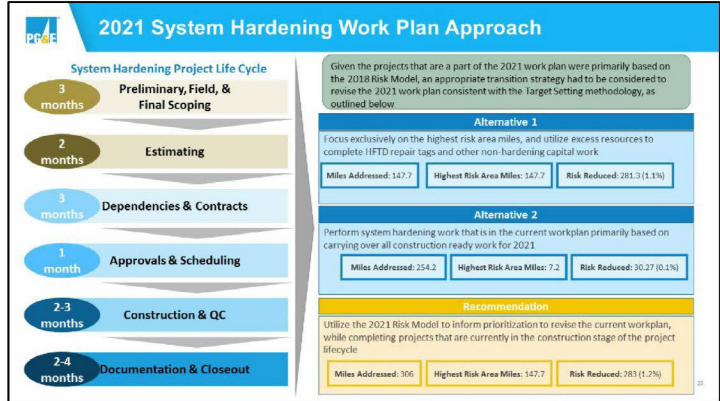 PG&E
2021 System Hardening Work Plan Approach
System Hardening Project Life Cycle
3
months
Preliminary, Field, &
Final Scoping
2
months
Estimating
3
months
Dependencies & Contracts
1
month
Approvals & Scheduling
2-3
months
Construction & QC
2-4
months
Documentation & Closeout
Given the projects that are a part of the 2021 work plan were primarily based on
the 2018 Risk Model, an appropriate transition strategy had to be considered to
revise the 2021 work plan consistent with the Target Setting methodology, as
outlined below
Alternative 1
Focus exclusively on the highest risk area miles, and utilize excess resources to
complete HFTD repair tags and other non-hardening capital work
Miles Addressed: 147.7 Highest Risk Area Miles: 147.7 Risk Reduced: 281.3 (1.1%)
Alternative 2
Perform system hardening work that is in the current workplan primarily based on
carrying over all construction ready work for 2021
Miles Addressed: 254.2 Highest Risk Area Miles: 7.2 Risk Reduced: 30.27 (0.1%)
Recommendation
Utilize the 2021 Risk Model to inform prioritization to revise the current workplan,
while completing projects that are currently in the construction stage of the project
lifecycle
Miles Addressed: 306 Highest Risk Area Miles: 147.7 Risk Reduced: 283 (1.2%)